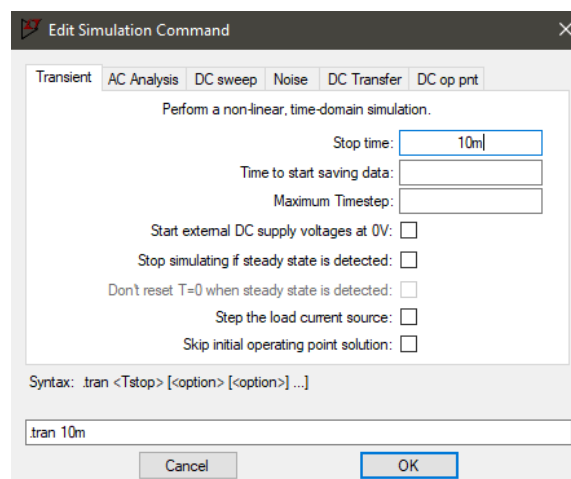 Edit Simulation Command
Transient AC Analysis DC sweep Noise DC Transfer DC op pnt
Perform a non-linear, time-domain simulation.
Stop time: 10m
Time to start saving data:
Maximum Timestep:
Start external DC supply voltages at 0V:
Stop simulating if steady state is detected:
Don't reset T=0 when steady state is detected:
Step the load current source:
Skip initial operating point solution:
Syntax: .tran <Tstop> [<option> [<option>] ...]
.tran 10m
Cancel OK